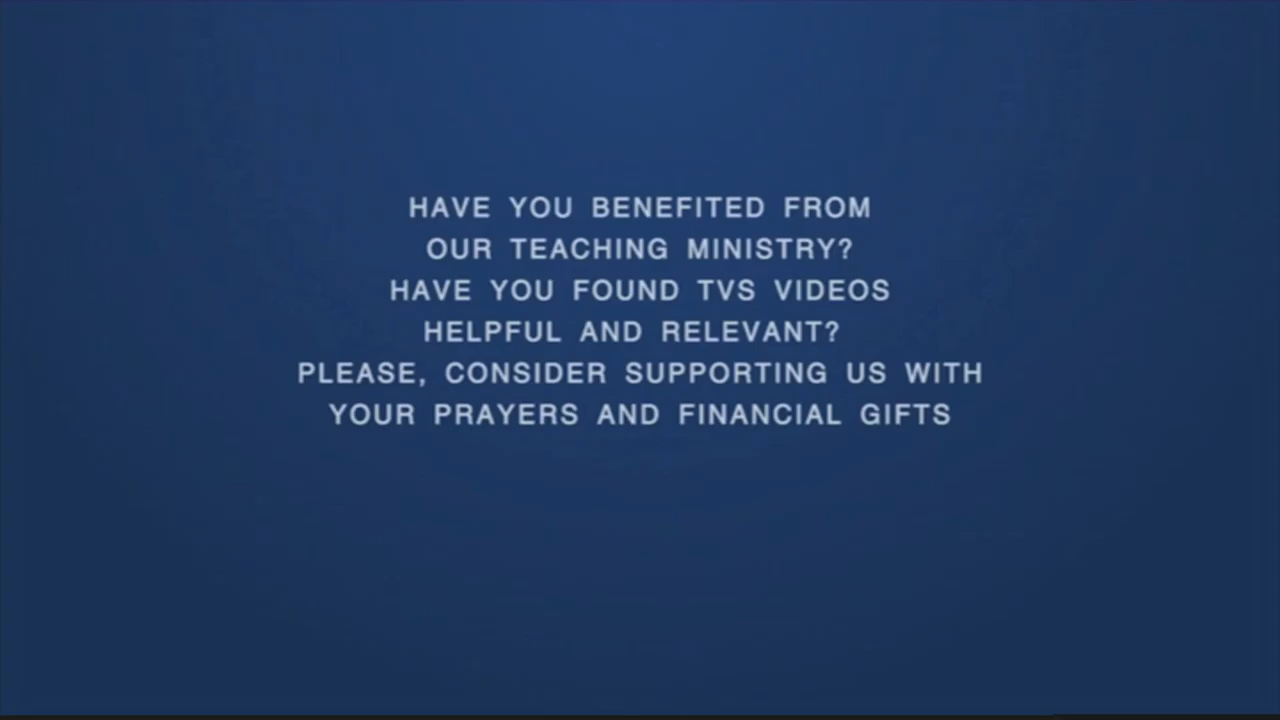 HAVE YOU BENEFITED FROM
OUR TEACHING MINISTRY?
HAVE YOU FOUND TVS VIDEOS
HELPFUL AND RELEVANT?
PLEASE, CONSIDER SUPPORTING US WITH
YOUR PRAYERS AND FINANCIAL GIFTS